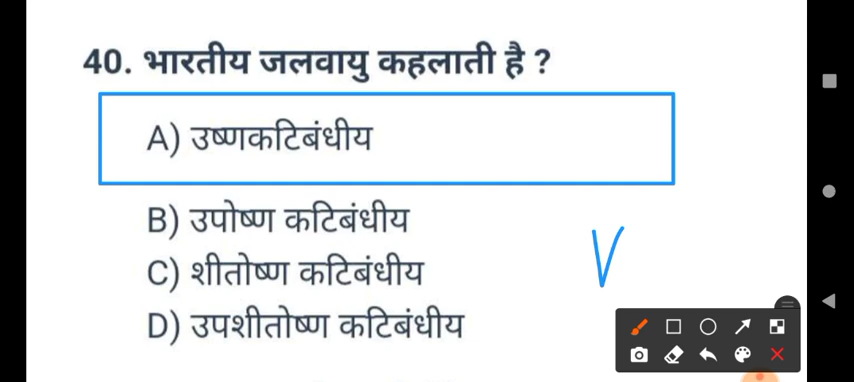 40. भारतीय जलवायु कहलाती है ?
A) उष्णकटिबंधीय
B) उपोष्ण कटिबंधीय
C) शीतोष्ण कटिबंधीय
D) उपशीतोष्ण कटिबंधीय
V